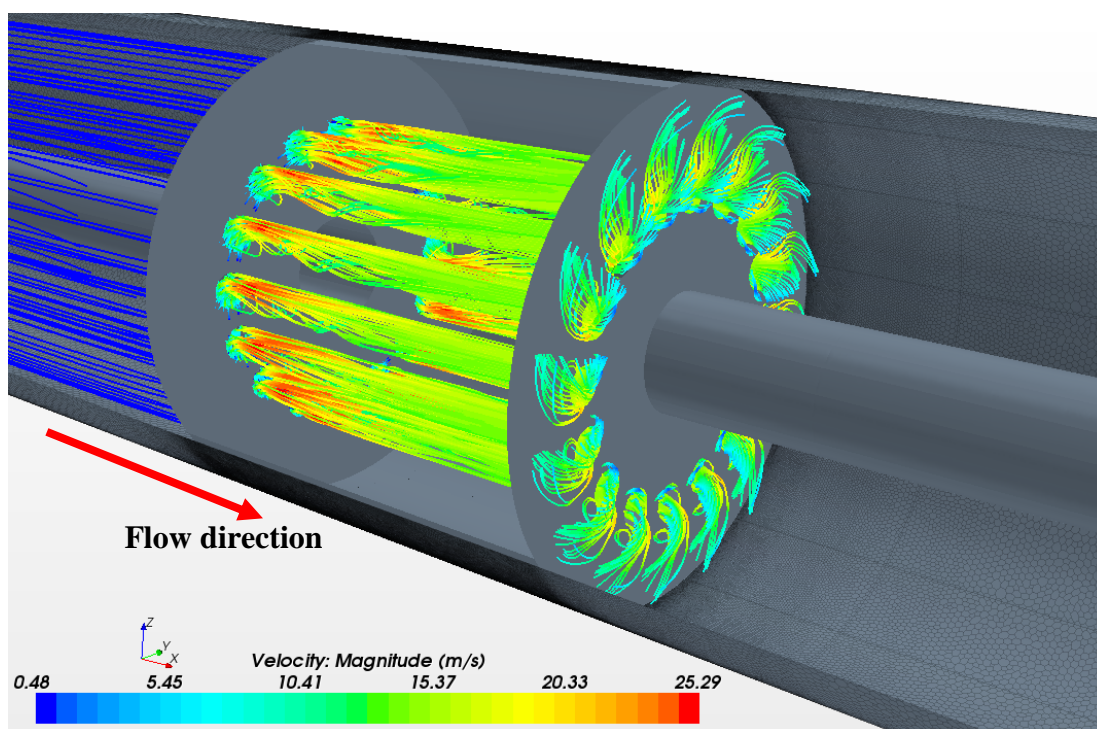 Flow direction
Z
Y
X
Velocity: Magnitude (m/s)
0.48 5.45 10.41 15.37 20.33 25.29